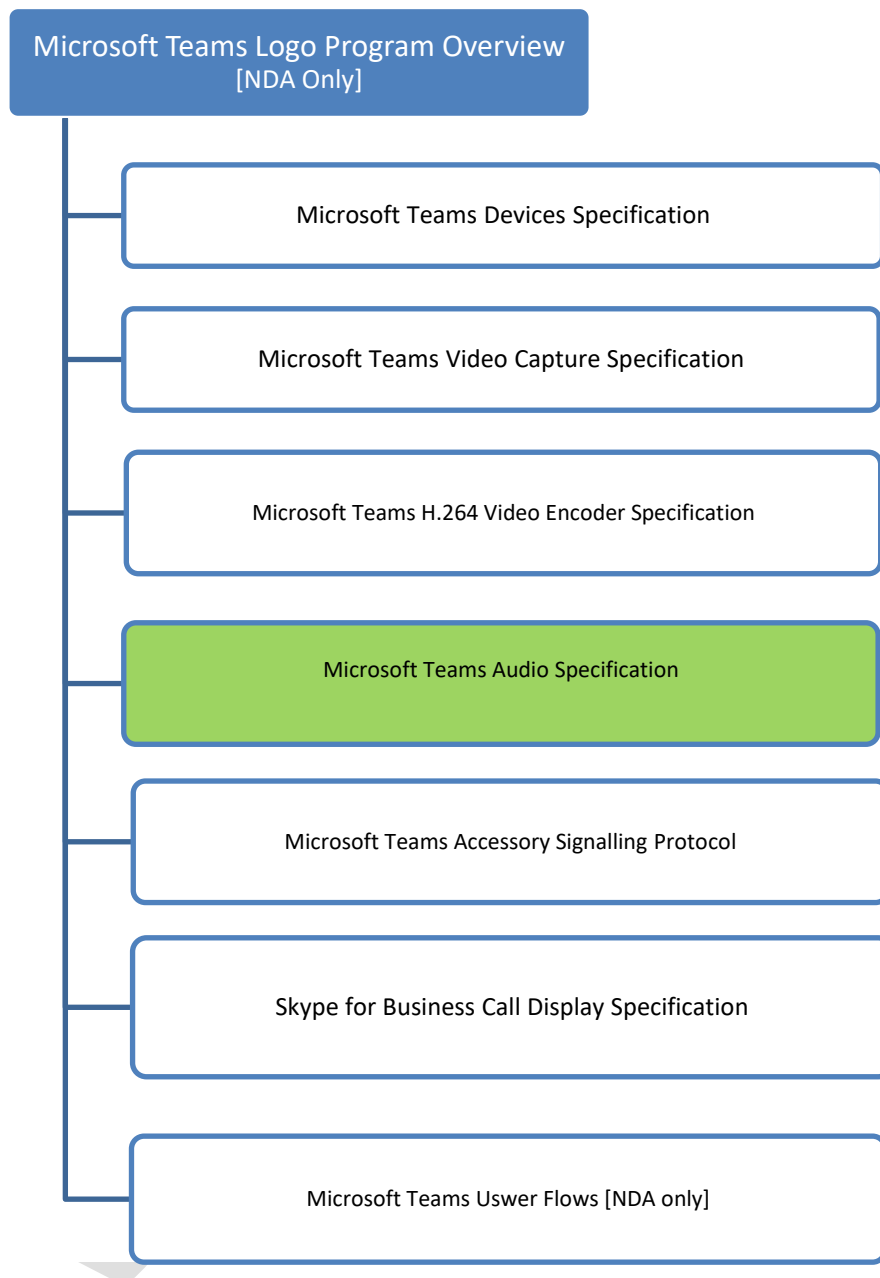 Microsoft Teams Logo Program Overview
[NDA Only]
Microsoft Teams Devices Specification
Microsoft Teams Video Capture Specification
Microsoft Teams H.264 Video Encoder Specification
Microsoft Teams Audio Specification
Microsoft Teams Accessory Signalling Protocol
Skype for Business Call Display Specification
Microsoft Teams Uswer Flows [NDA only]